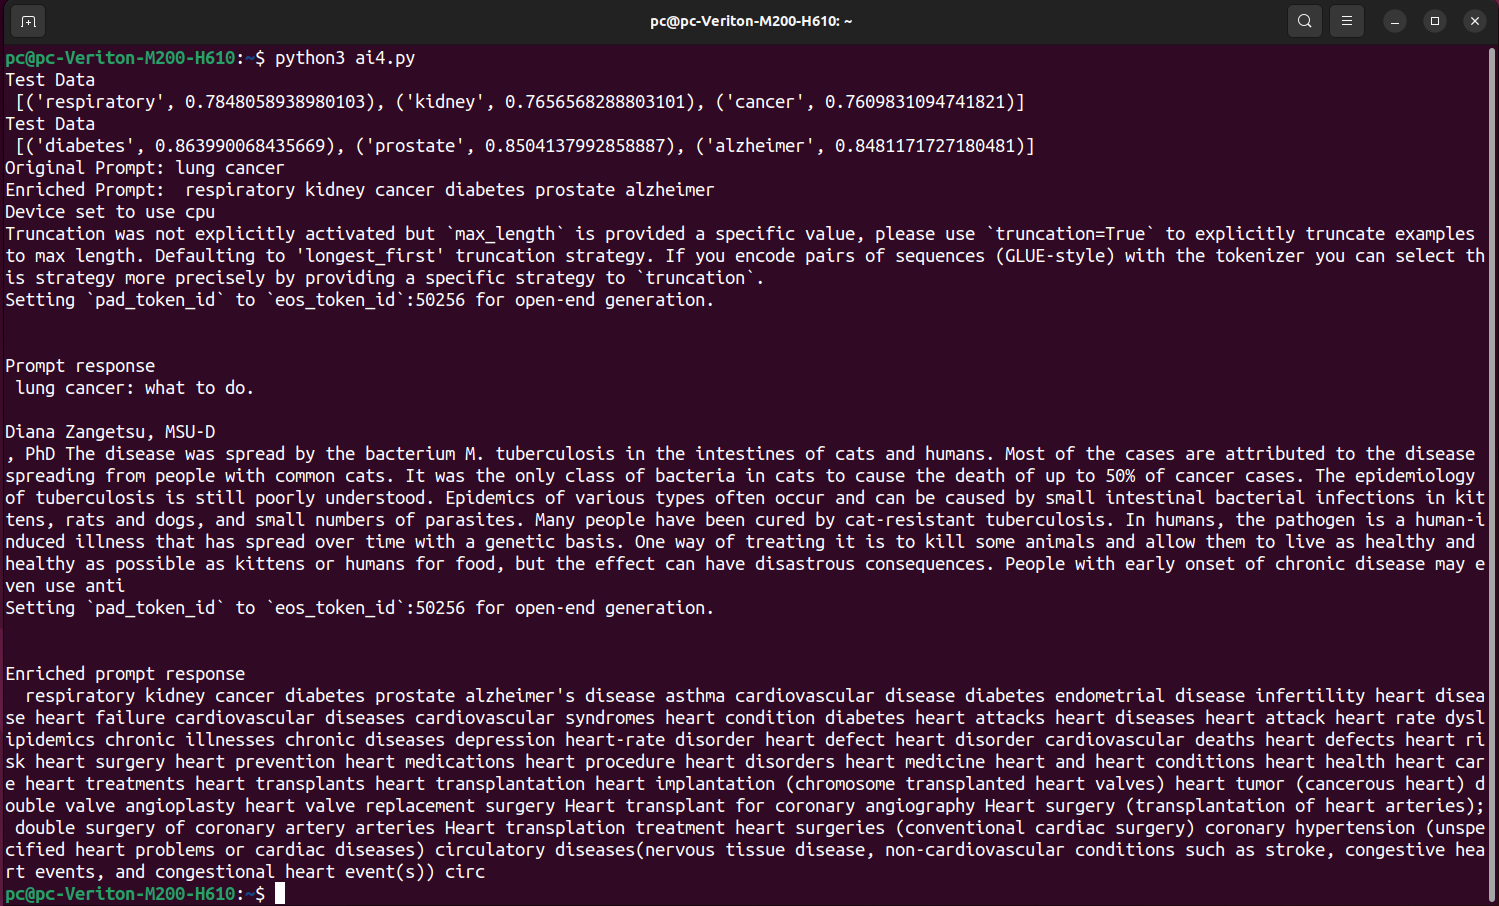 pc@pc-Veriton-M200-H610: ~
pc@pc-Veriton-M200-H610:~$ python3 ai4.py
Test Data
 [('respiratory', 0.7848058938980103), ('kidney', 0.7656568288803101), ('cancer', 0.7609831094741821)]
Test Data
 [('diabetes', 0.863990068435669), ('prostate', 0.8504137992858887), ('alzheimer', 0.8481171727180481)]
Original Prompt: lung cancer
Enriched Prompt:  respiratory kidney cancer diabetes prostate alzheimer
Device set to use cpu
Truncation was not explicitly activated but `max_length` is provided a specific value, please use `truncation=True` to explicitly truncate examples
to max length. Defaulting to 'longest_first' truncation strategy. If you encode pairs of sequences (GLUE-style) with the tokenizer you can select th
is strategy more precisely by providing a specific strategy to `truncation`.
Setting `pad_token_id` to `eos_token_id`:50256 for open-end generation.
Prompt response
 lung cancer: what to do.
Diana Zangetsu, MSU-D
, PhD The disease was spread by the bacterium M. tuberculosis in the intestines of cats and humans. Most of the cases are attributed to the disease
spreading from people with common cats. It was the only class of bacteria in cats to cause the death of up to 50% of cancer cases. The epidemiology
of tuberculosis is still poorly understood. Epidemics of various types often occur and can be caused by small intestinal bacterial infections in kit
tens, rats and dogs, and small numbers of parasites. Many people have been cured by cat-resistant tuberculosis. In humans, the pathogen is a human-i
nduced illness that has spread over time with a genetic basis. One way of treating it is to kill some animals and allow them to live as healthy and
healthy as possible as kittens or humans for food, but the effect can have disastrous consequences. People with early onset of chronic disease may e
ven use anti
Setting `pad_token_id` to `eos_token_id`:50256 for open-end generation.
Enriched prompt response
  respiratory kidney cancer diabetes prostate alzheimer's disease asthma cardiovascular disease diabetes endometrial disease infertility heart disea
se heart failure cardiovascular diseases cardiovascular syndromes heart condition diabetes heart attacks heart diseases heart attack heart rate dysl
ipidemics chronic illnesses chronic diseases depression heart-rate disorder heart defect heart disorder cardiovascular deaths heart defects heart ri
sk heart surgery heart prevention heart medications heart procedure heart disorders heart medicine heart and heart conditions heart health heart car
e heart treatments heart transplants heart transplantation heart implantation (chromosome transplanted heart valves) heart tumor (cancerous heart) d
ouble valve angioplasty heart valve replacement surgery Heart transplant for coronary angiography Heart surgery (transplantation of heart arteries);
 double surgery of coronary artery arteries Heart transplation treatment heart surgeries (conventional cardiac surgery) coronary hypertension (unspe
cified heart problems or cardiac diseases) circulatory diseases(nervous tissue disease, non-cardiovascular conditions such as stroke, congestive hea
rt events, and congestional heart event(s)) circ
pc@pc-Veriton-M200-H610:~$